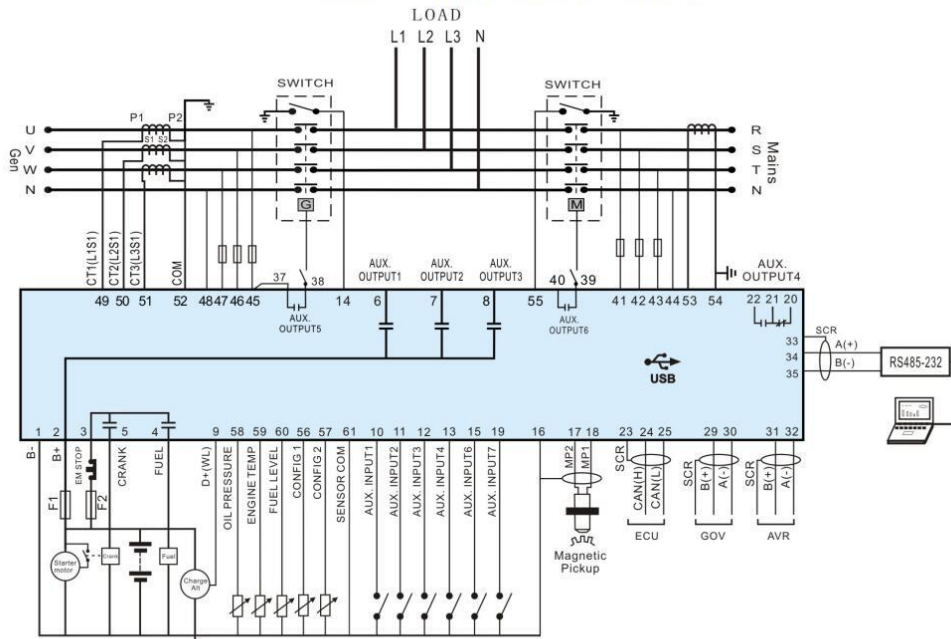 LOAD
L1 L2 L3 N
SWITCH SWITCH
P1 P2
S1 S2
U R
V S
W T
N N
Gen
Mains
G M
CT1(L1S1)
CT2(L2S1)
CT3(L3S1)
COM
37 38
AUX. OUTPUT1
AUX. OUTPUT2
AUX. OUTPUT3
40 39
AUX. OUTPUT4
49 50 51 52 48 47 46 45 14 6 7 8 55 41 42 43 44 53 54 22 21 20
AUX. OUTPUT5
AUX. OUTPUT6
33 SCR
34 A(+)
35 B(-)
RS485-232
USB
1 2 3 5 4 9 58 59 60 56 57 61 10 11 12 13 15 19 16 17 18 23 24 25 29 30 31 32
B-
B+
EM STOP
CRANK
FUEL
D+(WL)
OIL PRESSURE
ENGINE TEMP
FUEL LEVEL
CONFIG 1
CONFIG 2
SENSOR COM
AUX. INPUT1
AUX. INPUT2
AUX. INPUT3
AUX. INPUT4
AUX. INPUT6
AUX. INPUT7
MP2
MP1
SCR
CAN(H)
CAN(L)
SCR
B(+)
A(-)
SCR
B(+)
A(-)
F1
F2
ECU GOV AVR
Starter motor
Fuel
Charge Alt
Magnetic Pickup